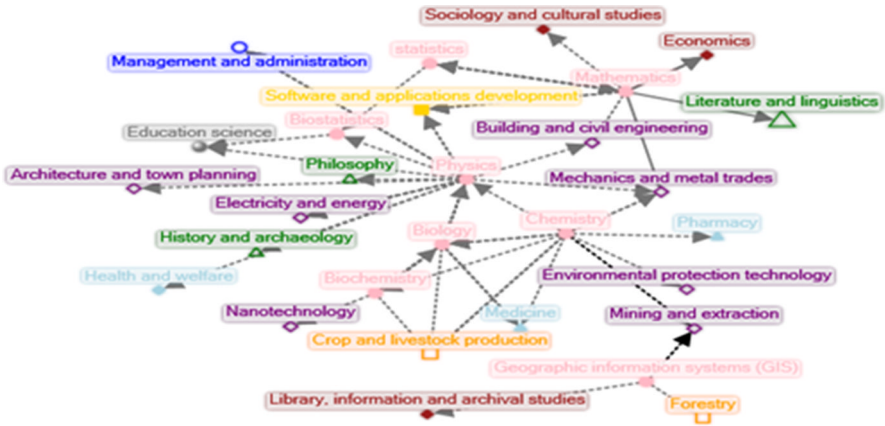 Sociology and cultural studies
Economics
statistics
Management and administration
Mathematics
Software and applications development
Literature and linguistics
Biostatistics
Building and civil engineering
Education science
Philosophy
Physics
Architecture and town planning
Mechanics and metal trades
Electricity and energy
Chemistry
Pharmacy
Biology
History and archaeology
Health and welfare
Biochemistry
Environmental protection technology
Nanotechnology
Medicine
Mining and extraction
Crop and livestock production
Geographic information systems (GIS)
Library, information and archival studies
Forestry